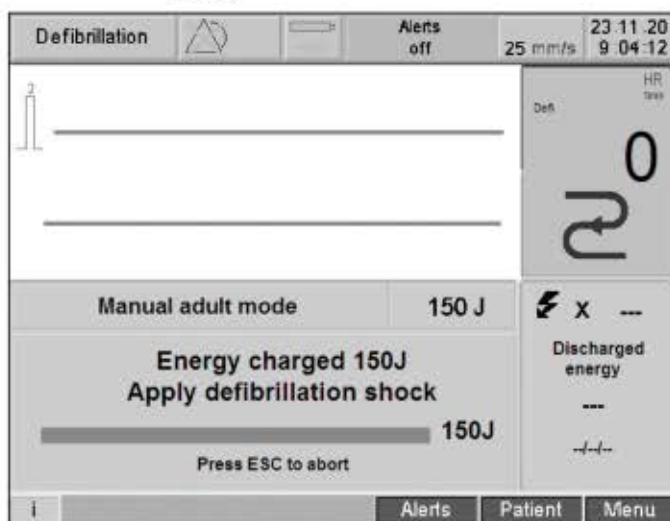 Defibrillation
Alerts
off
25 mm/s
23.11.20
9:04:12
2
HR
Defi
0
Manual adult mode
150 J
x ---
Energy charged 150J
Apply defibrillation shock
150J
Press ESC to abort
Discharged
energy
---
--/--/--
i
Alerts
Patient
Menu